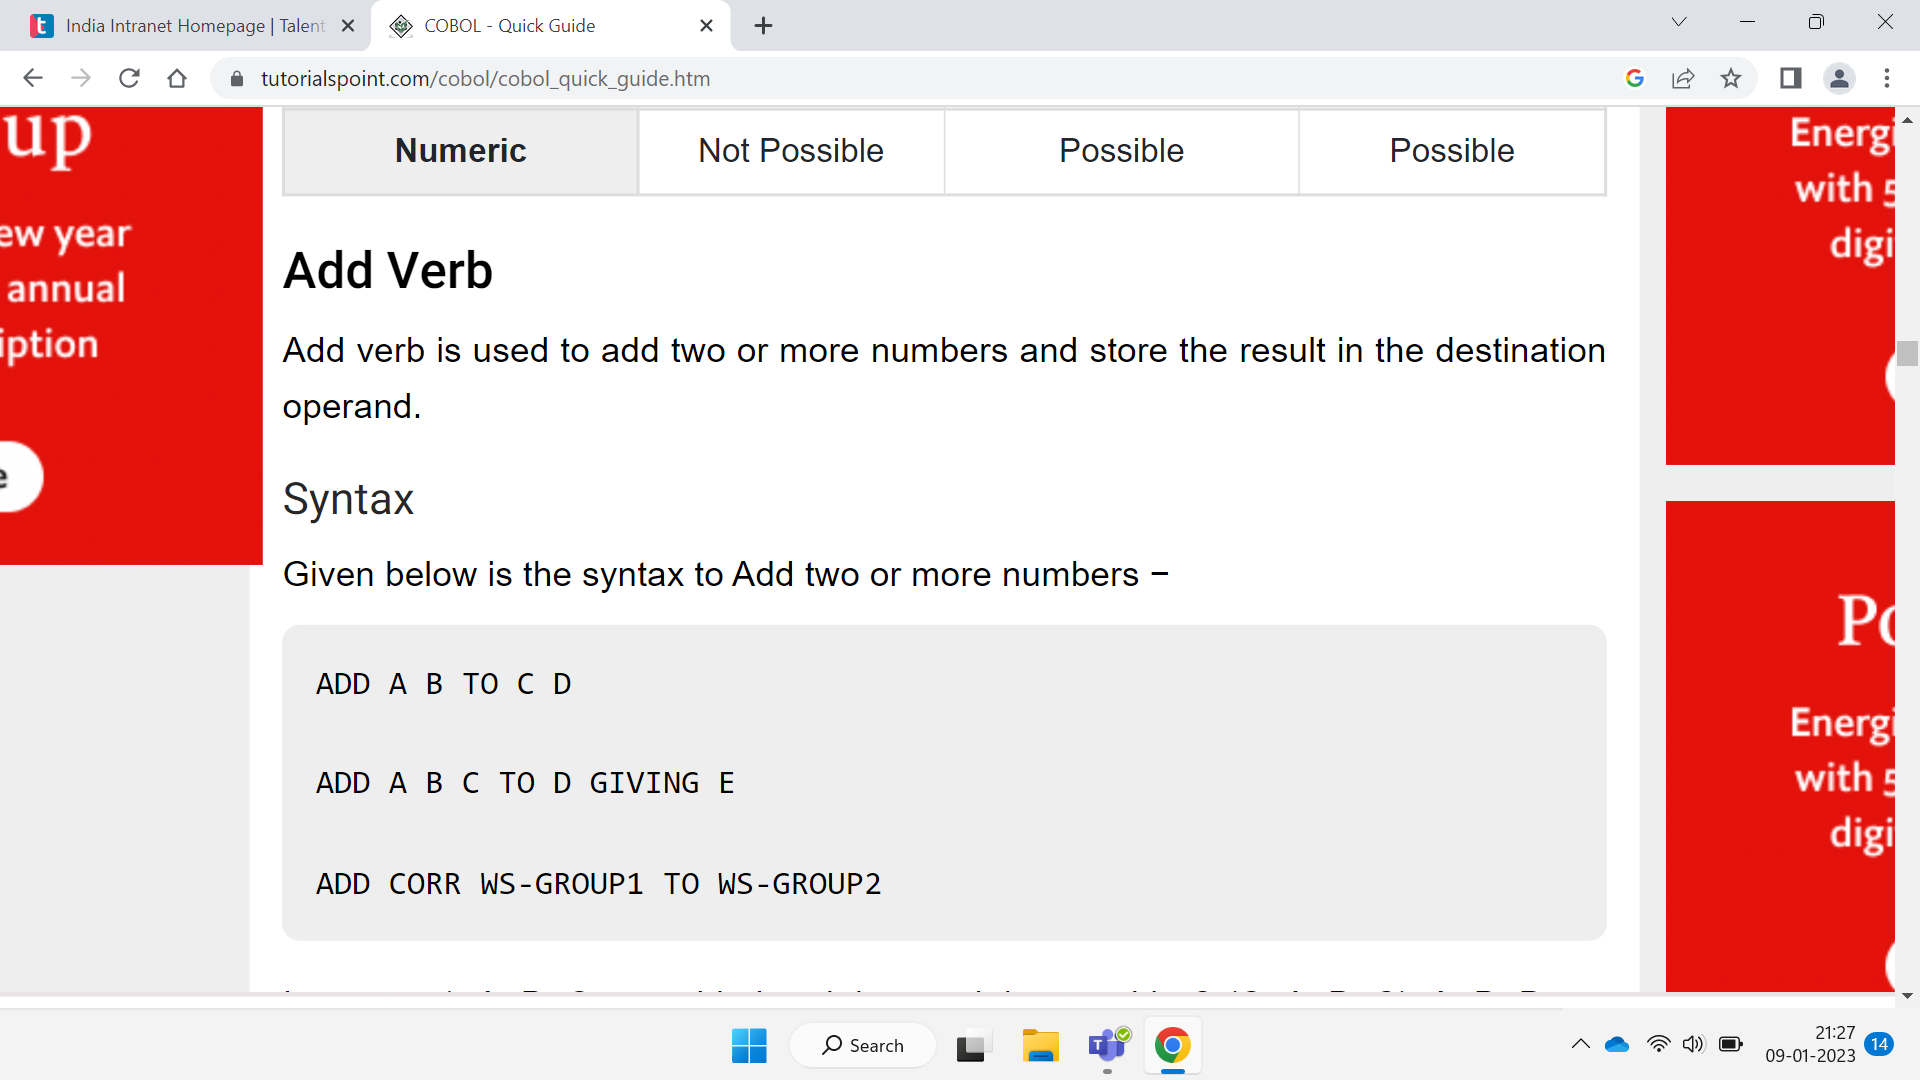 India Intranet Homepage | Talent
COBOL - Quick Guide
tutorialspoint.com/cobol/cobol_quick_guide.htm
up
ew year
annual
iption
e
Numeric Not Possible Possible Possible
Add Verb
Add verb is used to add two or more numbers and store the result in the destination
operand.
Syntax
Given below is the syntax to Add two or more numbers −
ADD A B TO C D
ADD A B C TO D GIVING E
ADD CORR WS-GROUP1 TO WS-GROUP2
Energi
with 5
digi
Po
Energi
with 5
digi
Search
21:27
09-01-2023
14